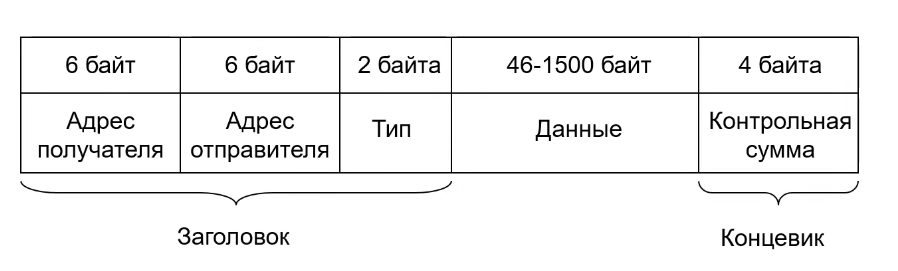 6 байт
6 байт
2 байта
46-1500 байт
4 байта
Адрес
получателя
Адрес
отправителя
Тип
Данные
Контрольная
сумма
Заголовок
Концевик